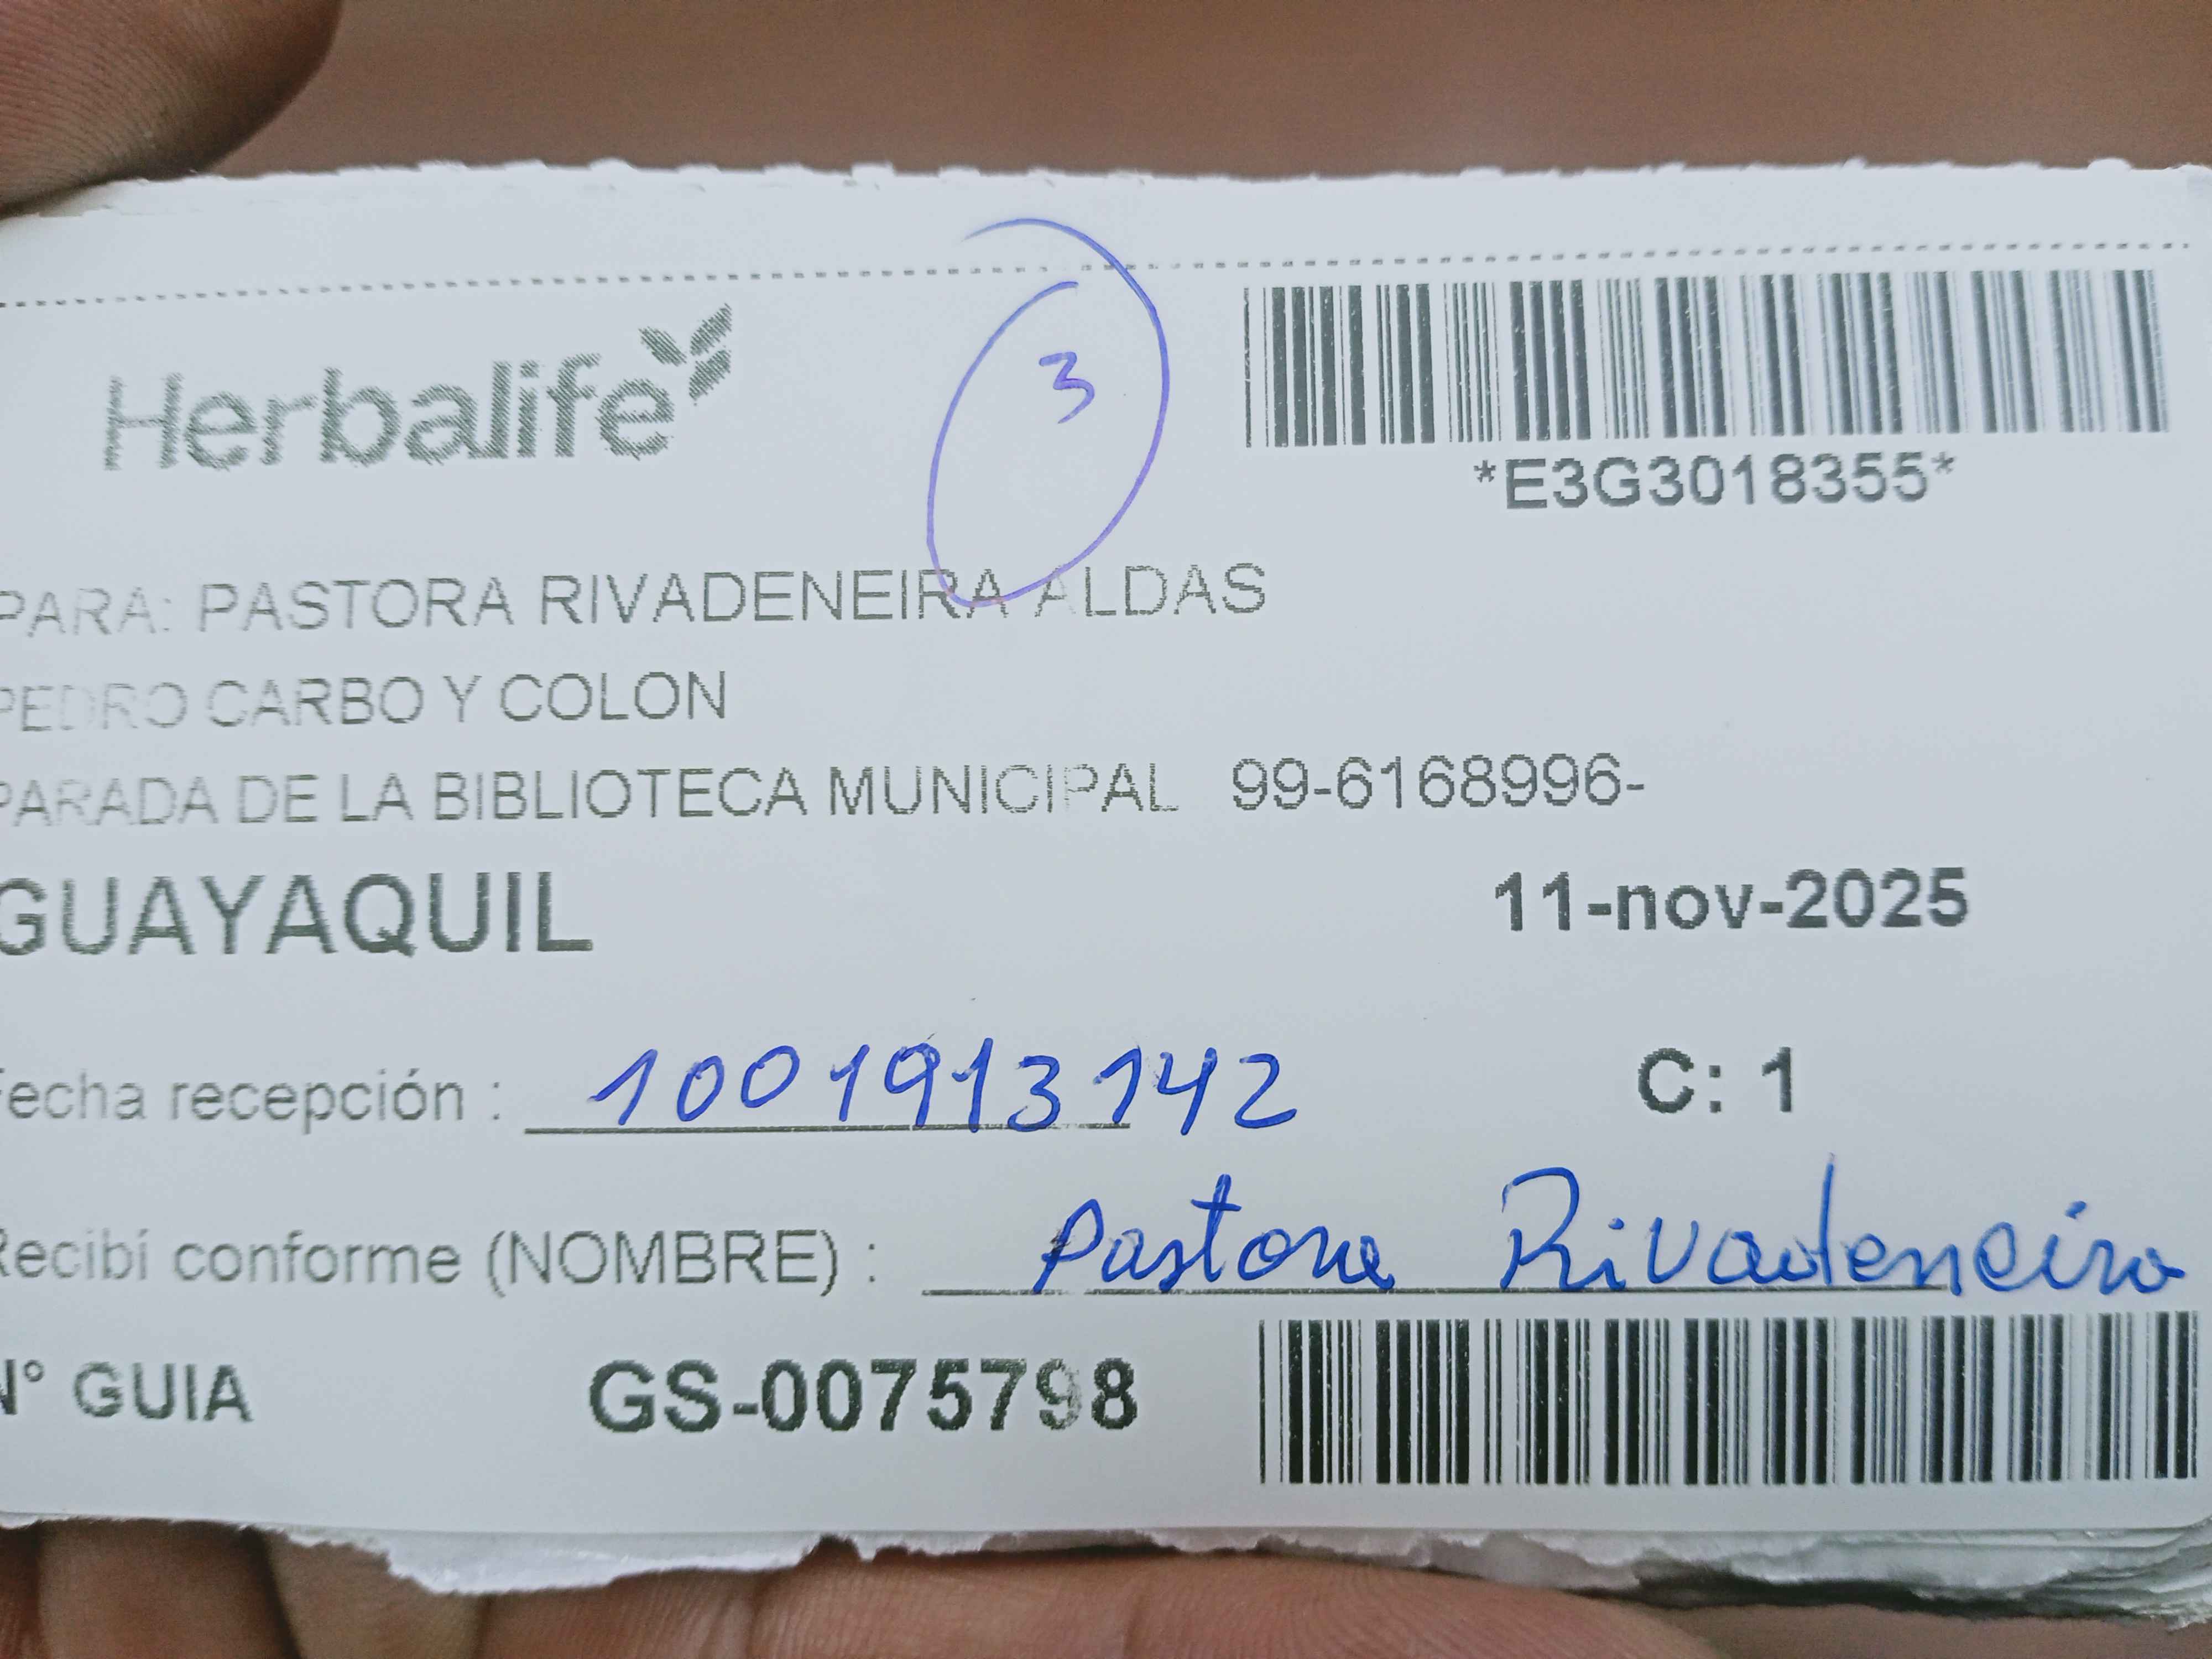 3
Herbalife
*E3G3018355*
PARA: PASTORA RIVADENEIRA ALDAS
PEDRO CARBO Y COLON
PARADA DE LA BIBLIOTECA MUNICIPAL 99-6168996-
GUAYAQUIL 11-nov-2025
Fecha recepción : 1001913142 C: 1
Recibí conforme (NOMBRE) : Pastora Rivadeneira
N° GUIA GS-0075798